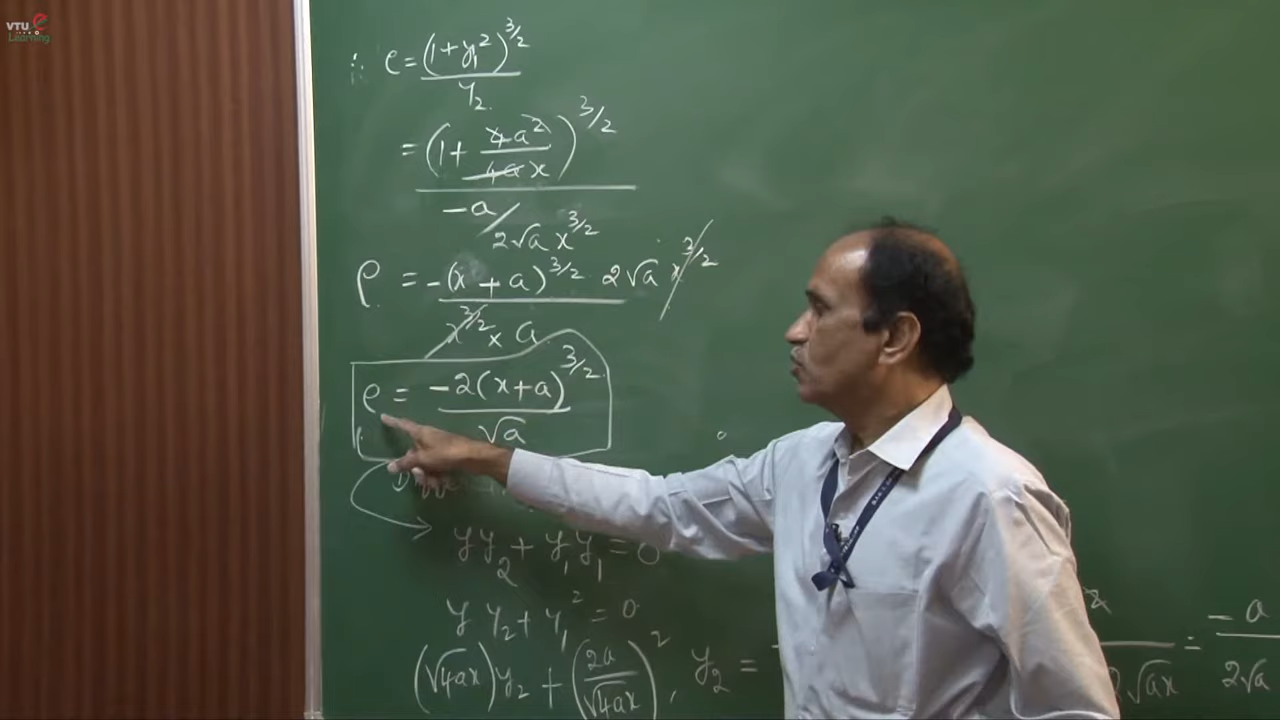 VTU e
Learning
∴ ρ = (1+y₁²)^3/2
y₂
= (1+ 4a²
4ax )^3/2
-a/
2√a x^3/2
ρ = -(x+a)^3/2 2√a x^3/2
x^3/2 × a
ρ = -2(x+a)^3/2
√a
yy₂ + y₁y₁ = 0
y y₂ + y₁² = 0
(√4ax)y₂ + (2a
√4ax)², y₂ =
2√ax = -a
2√a